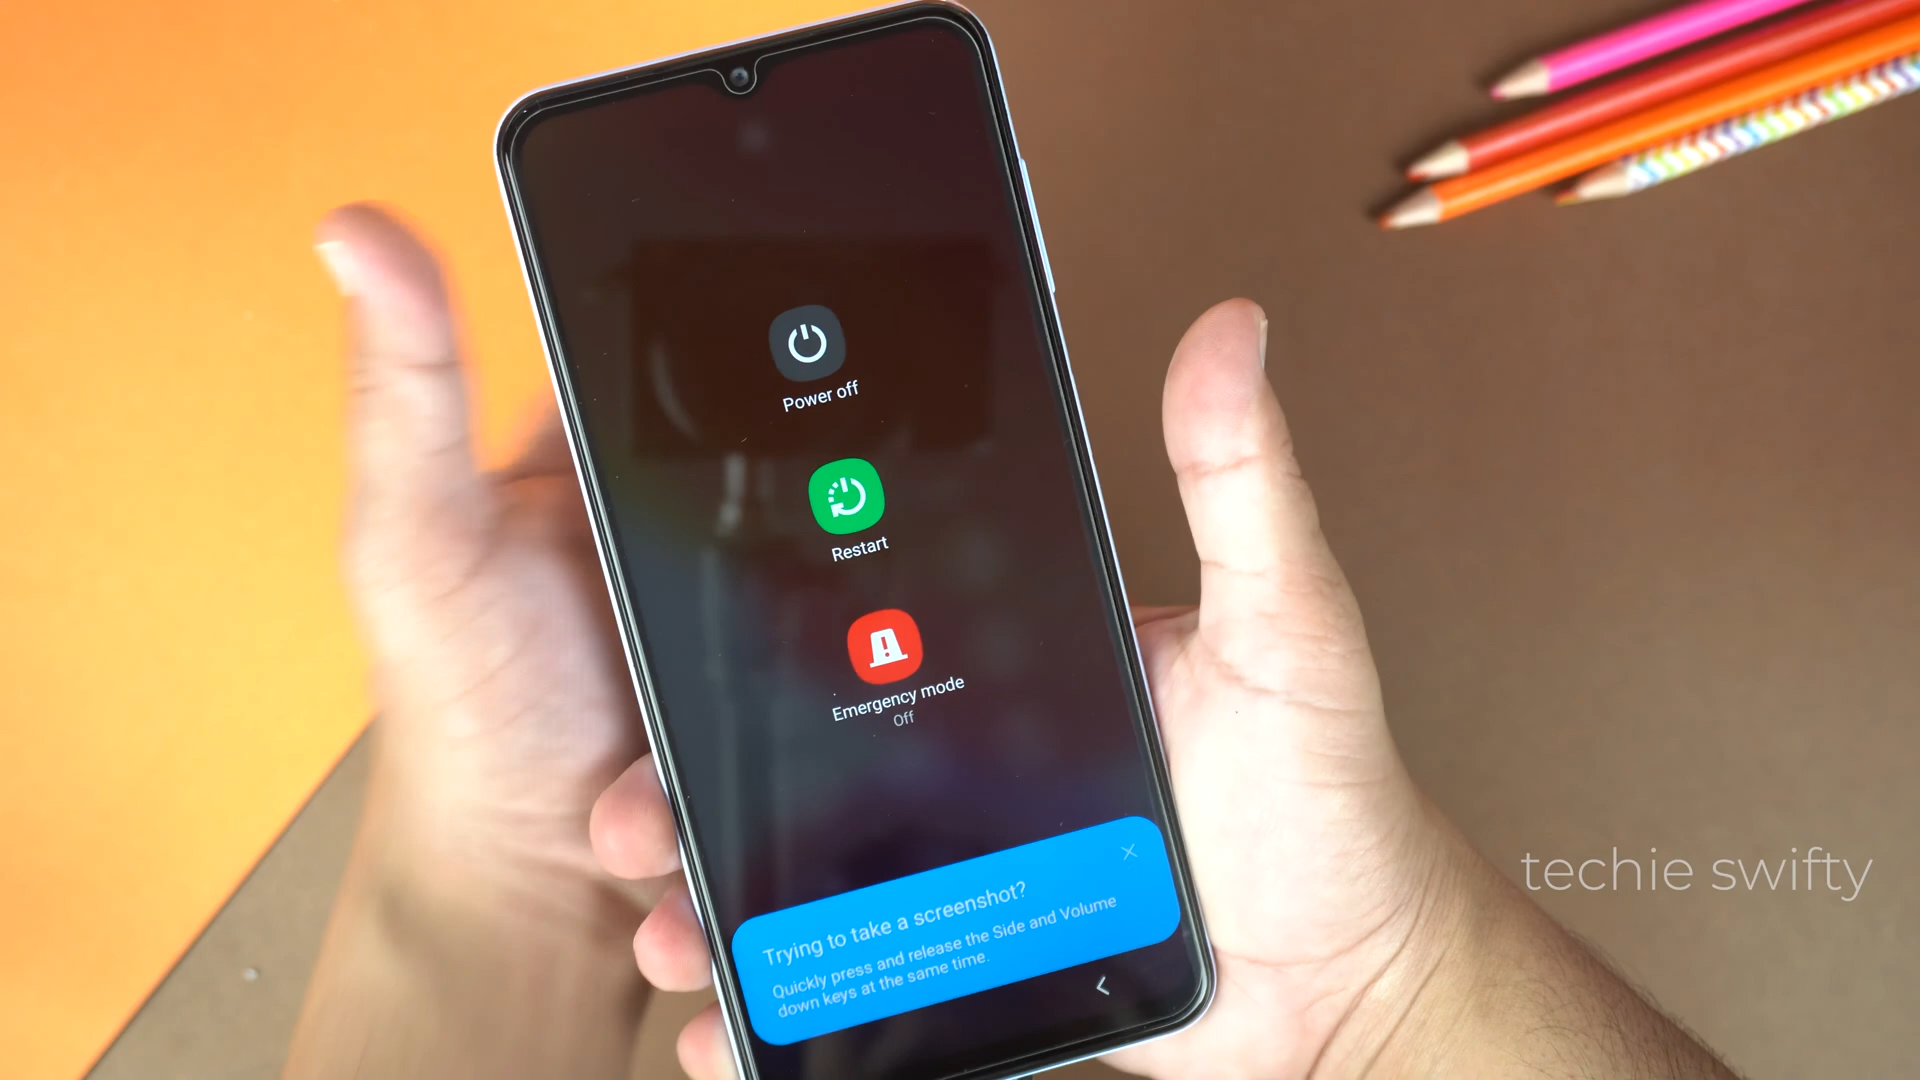 Power off
Restart
Emergency mode
Off
Trying to take a screenshot?
Quickly press and release the Side and Volume
down keys at the same time.
techie swifty